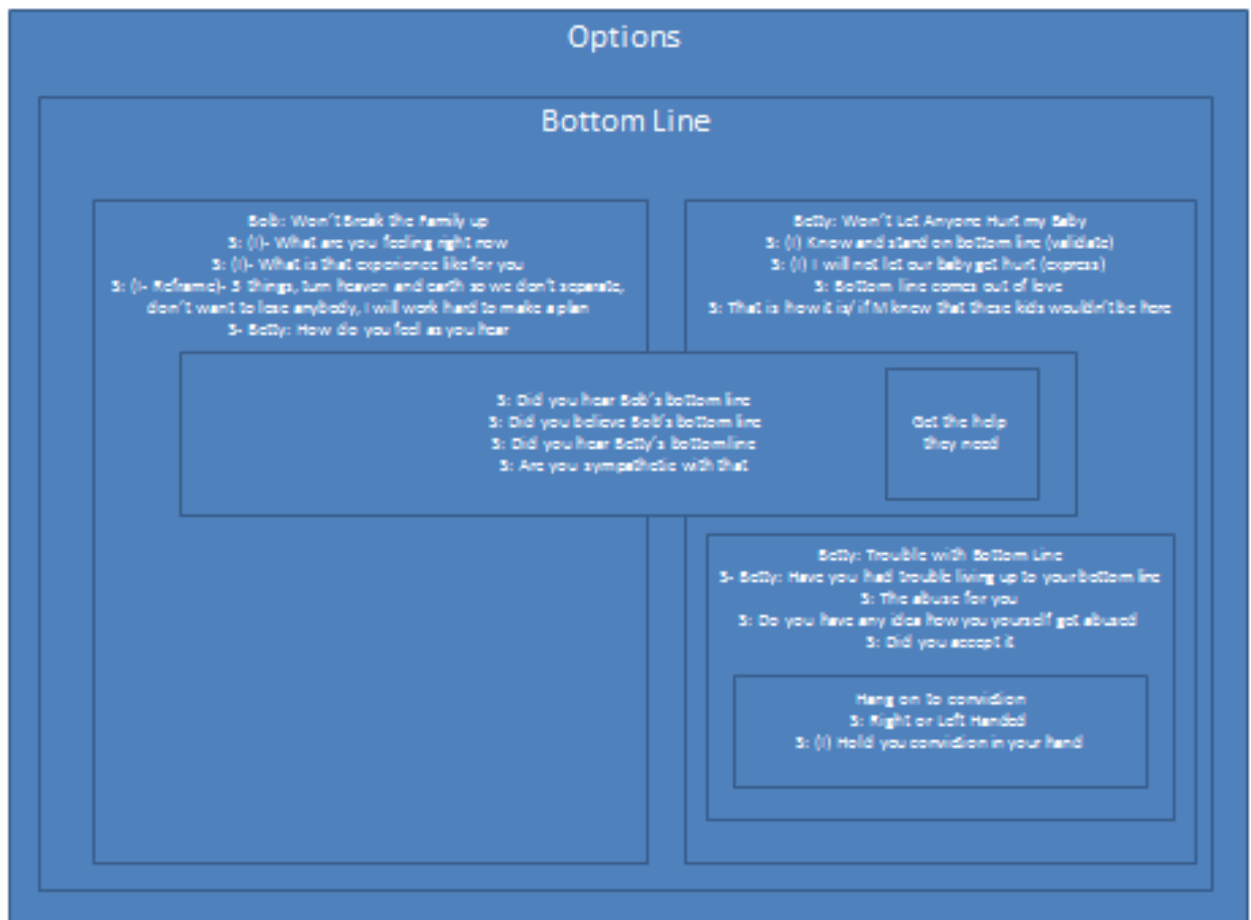 Options
Bottom Line
Bob: Won't Break the Family up
S: (I)- What are you feeling right now
S: (I)- What is that experience like for you
S: (I- Reframe)- 3 things, turn heaven and earth so we don't separate,
don't want to lose anybody, I will work hard to make a plan
S- Betty: How do you feel as you hear
Betty: Won't Let Anyone Hurt my Baby
S: (I) Know and stand on bottom line (validate)
S: (I) I will not let our baby get hurt (express)
S: Bottom line comes out of love
S: That is how it is/ if M knew that these kids wouldn't be here
S: Did you hear Bob's bottom line
S: Did you believe Bob's bottom line
S: Did you hear Betty's bottom line
S: Are you sympathetic with that
Get the help
they need
Betty: Trouble with Bottom Line
S- Betty: Have you had trouble living up to your bottom line
S: The abuse for you
S: Do you have any idea how you yourself got abused
S: Did you accept it
Hang on to conviction
S: Right or Left Handed
S: (I) Hold you conviction in your hand